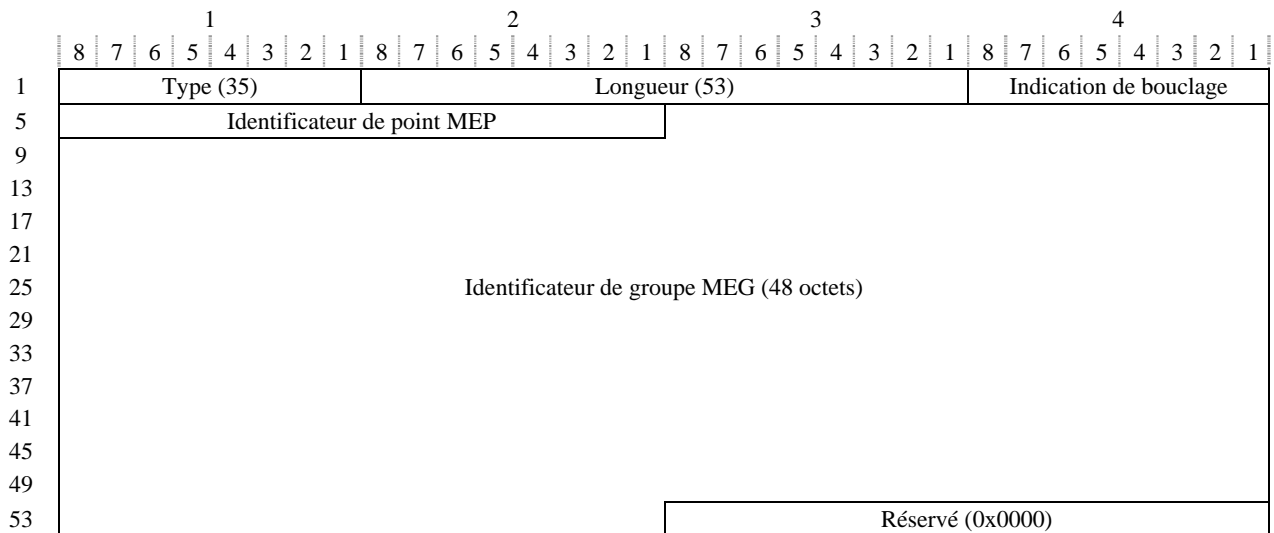 1 2 3 4
8 7 6 5 4 3 2 1 8 7 6 5 4 3 2 1 8 7 6 5 4 3 2 1 8 7 6 5 4 3 2 1
1 Type (35) Longueur (53) Indication de bouclage
5 Identificateur de point MEP
9
13
17
21
25 Identificateur de groupe MEG (48 octets)
29
33
37
41
45
49
53 Réservé (0x0000)